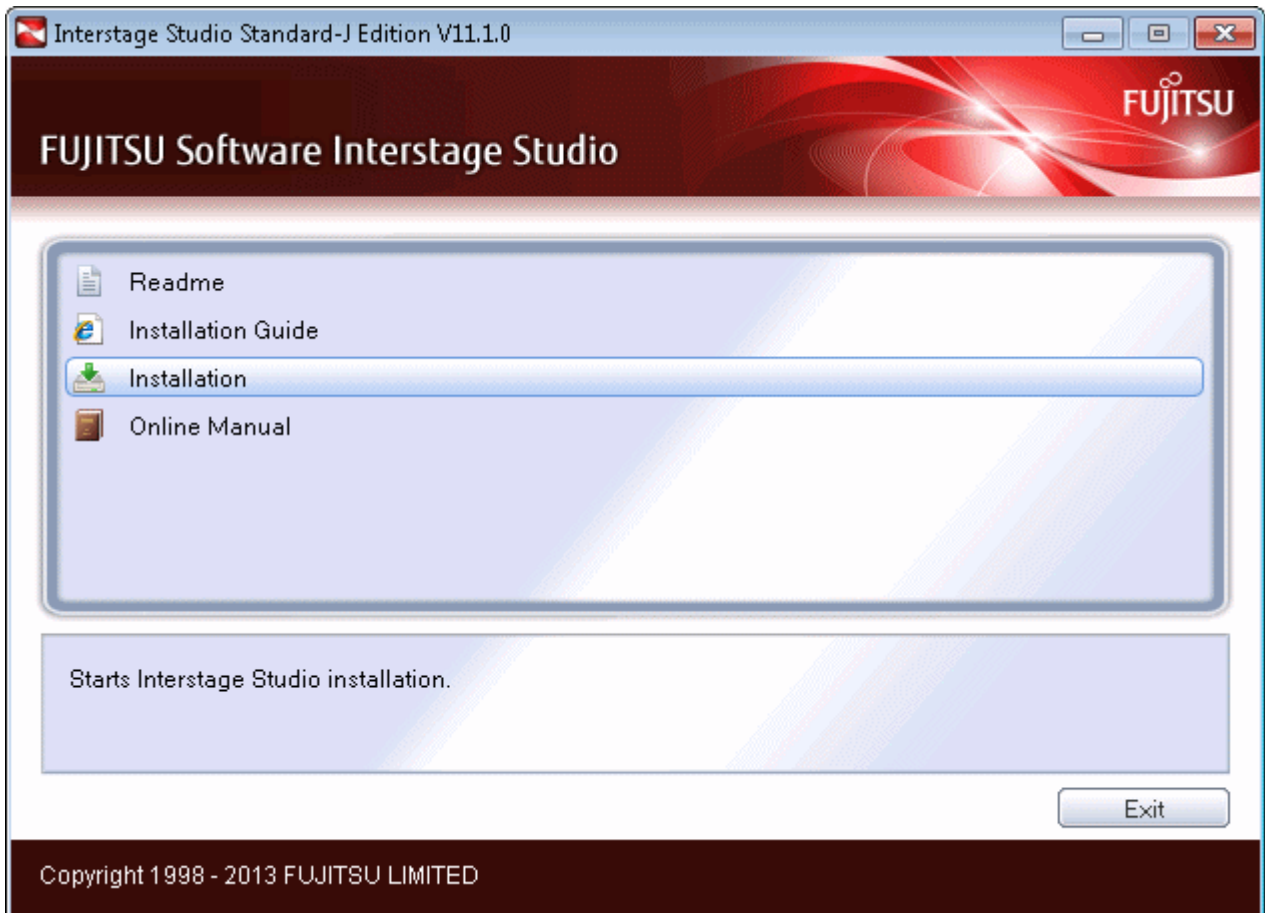 Interstage Studio Standard-J Edition V11.1.0
FUJITSU
FUJITSU Software Interstage Studio
Readme
Installation Guide
Installation
Online Manual
Starts Interstage Studio installation.
Exit
Copyright 1998 - 2013 FUJITSU LIMITED